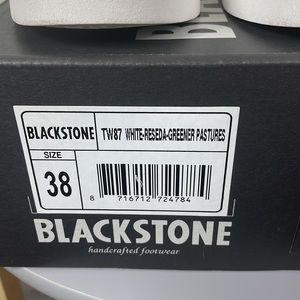 BLACKSTONE
TW87 WHITE-RESEDA-GREENER PASTURES
SIZE
38
8 716712 724784
BLACKSTONE
handcrafted footwear